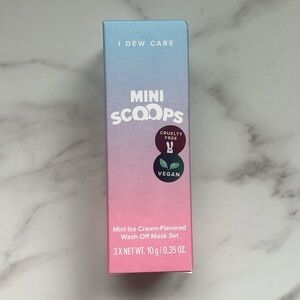 I DEW CARE
MINI
SCOOPS
CRUELTY
FREE
VEGAN
Mini Ice Cream-Flavored
Wash-Off Mask Set
3 X NET WT. 10 g / 0.35 OZ.